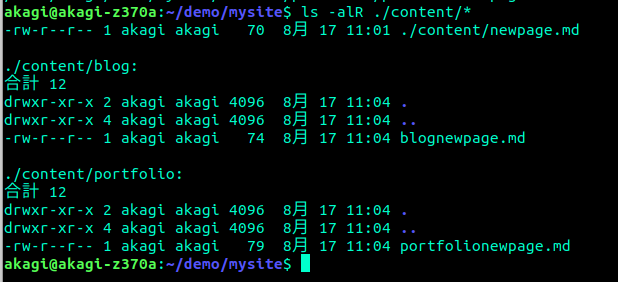 akagi@akagi-z370a:~/demo/mysite$ ls -alR ./content/*
-rw-r--r-- 1 akagi akagi   70  8月 17 11:01 ./content/newpage.md

./content/blog:
合計 12
drwxr-xr-x 2 akagi akagi 4096  8月 17 11:04 .
drwxr-xr-x 4 akagi akagi 4096  8月 17 11:04 ..
-rw-r--r-- 1 akagi akagi   74  8月 17 11:04 blognewpage.md

./content/portfolio:
合計 12
drwxr-xr-x 2 akagi akagi 4096  8月 17 11:04 .
drwxr-xr-x 4 akagi akagi 4096  8月 17 11:04 ..
-rw-r--r-- 1 akagi akagi   79  8月 17 11:04 portfolionewpage.md
akagi@akagi-z370a:~/demo/mysite$